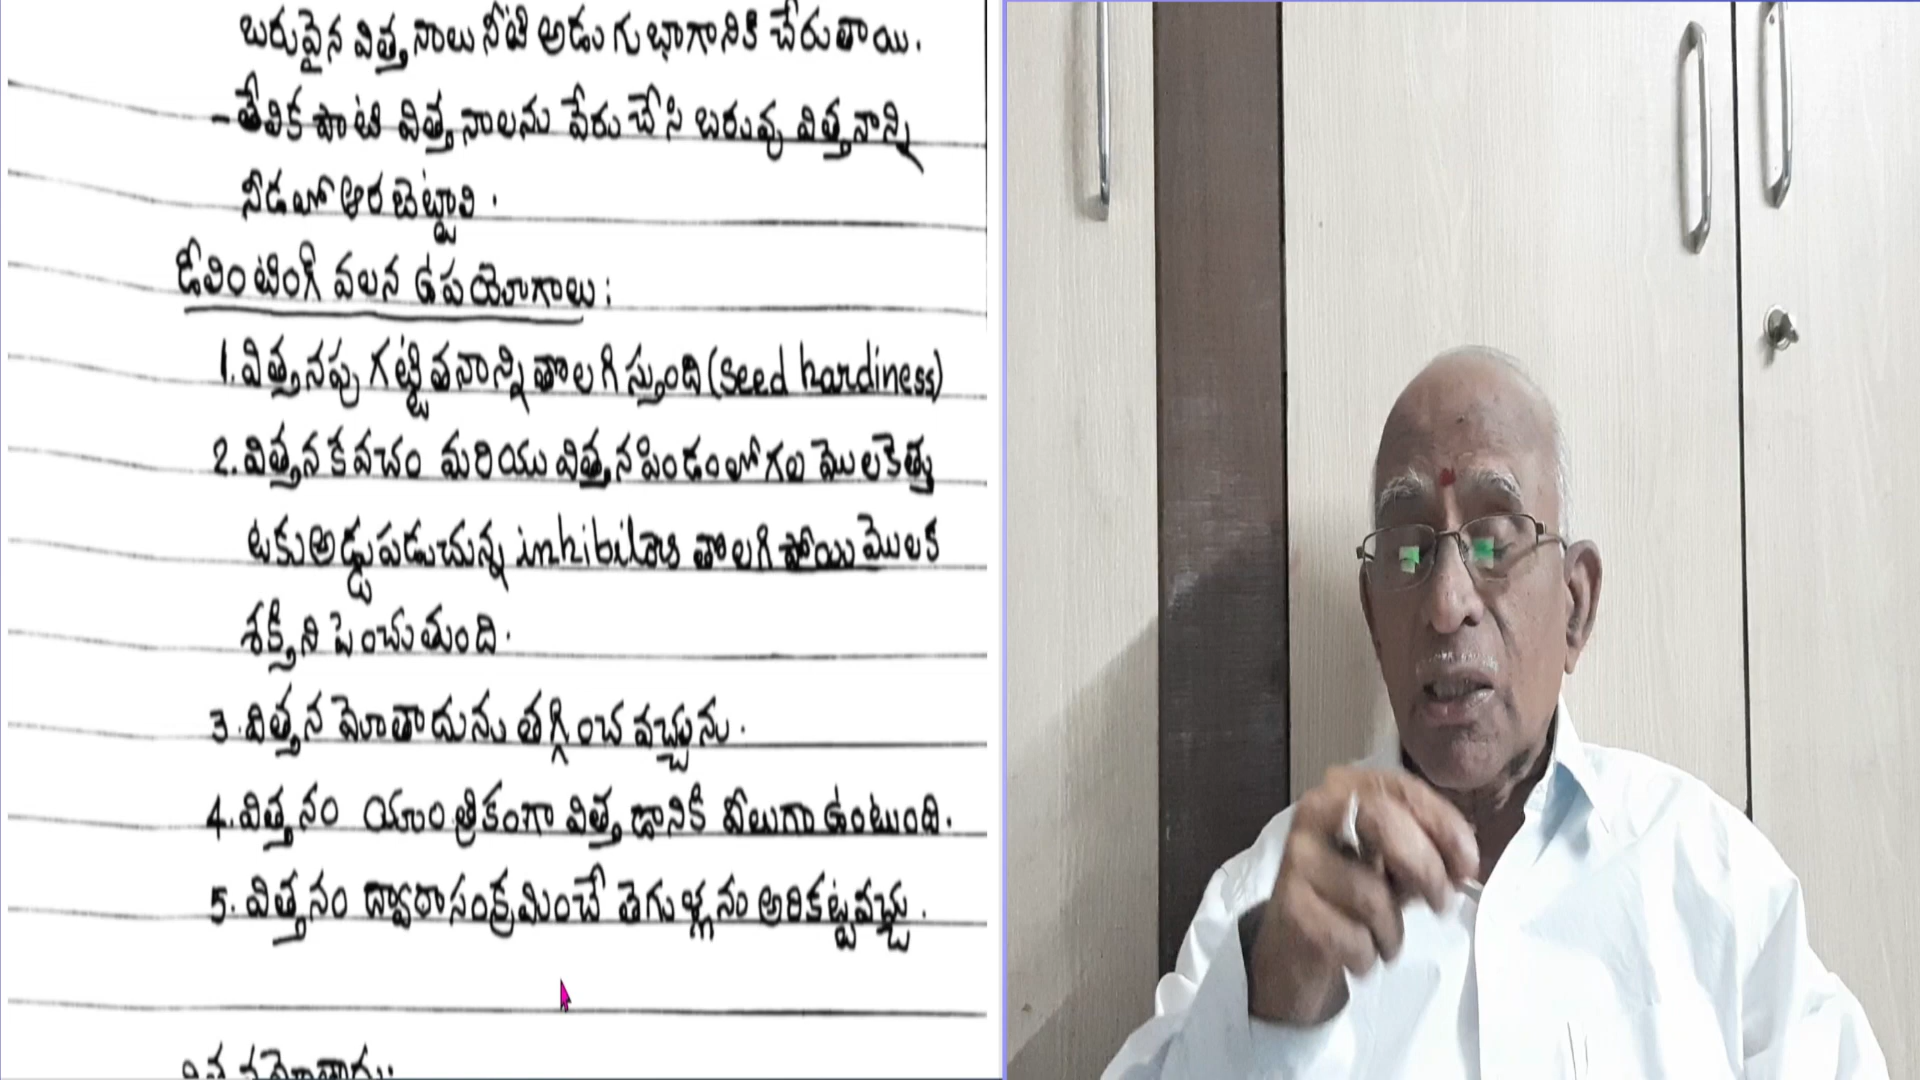 బరువైన విత్తనాలు నీటి అడుగు భాగానికి చేరుతాయి.
- తేలికపాటి విత్తనాలను వేరుచేసి బరువు విత్తనాన్ని
నీడలో ఆరబెట్టాలి.
డీలింటింగ్ వలన ఉపయోగాలు:
1. విత్తనపు గట్టితనాన్ని తొలగిస్తుంది (Seed hardiness)
2. విత్తన కవచం మరియు విత్తన పిండంలోగల మొలకెత్తు
టకు అడ్డుపడుచున్న inhibitors తొలగిపోయి మొలక
శక్తిని పెంచుతుంది.
3. విత్తన మోతాదును తగ్గించవచ్చును.
4. విత్తనం యాంత్రికంగా విత్తడానికి వీలుగా ఉంటుంది.
5. విత్తనం ద్వారా సంక్రమించే తెగుళ్లను అరికట్టవచ్చు.